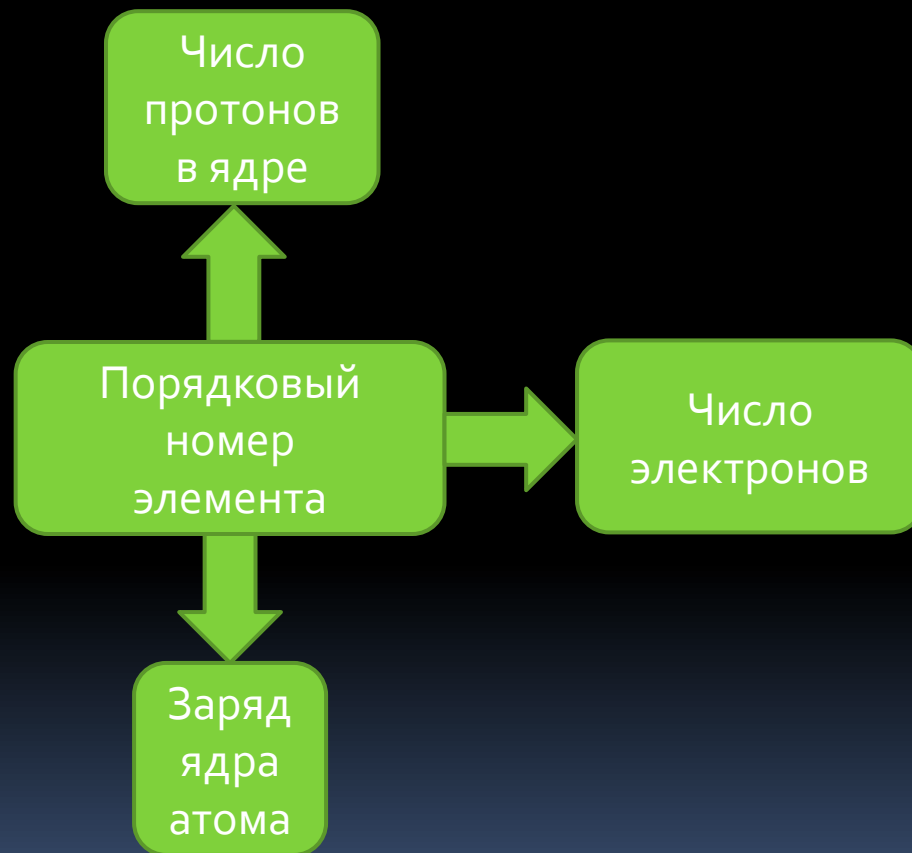 Число
протонов
в ядре
Порядковый
номер
элемента
Число
электронов
Заряд
ядра
атома